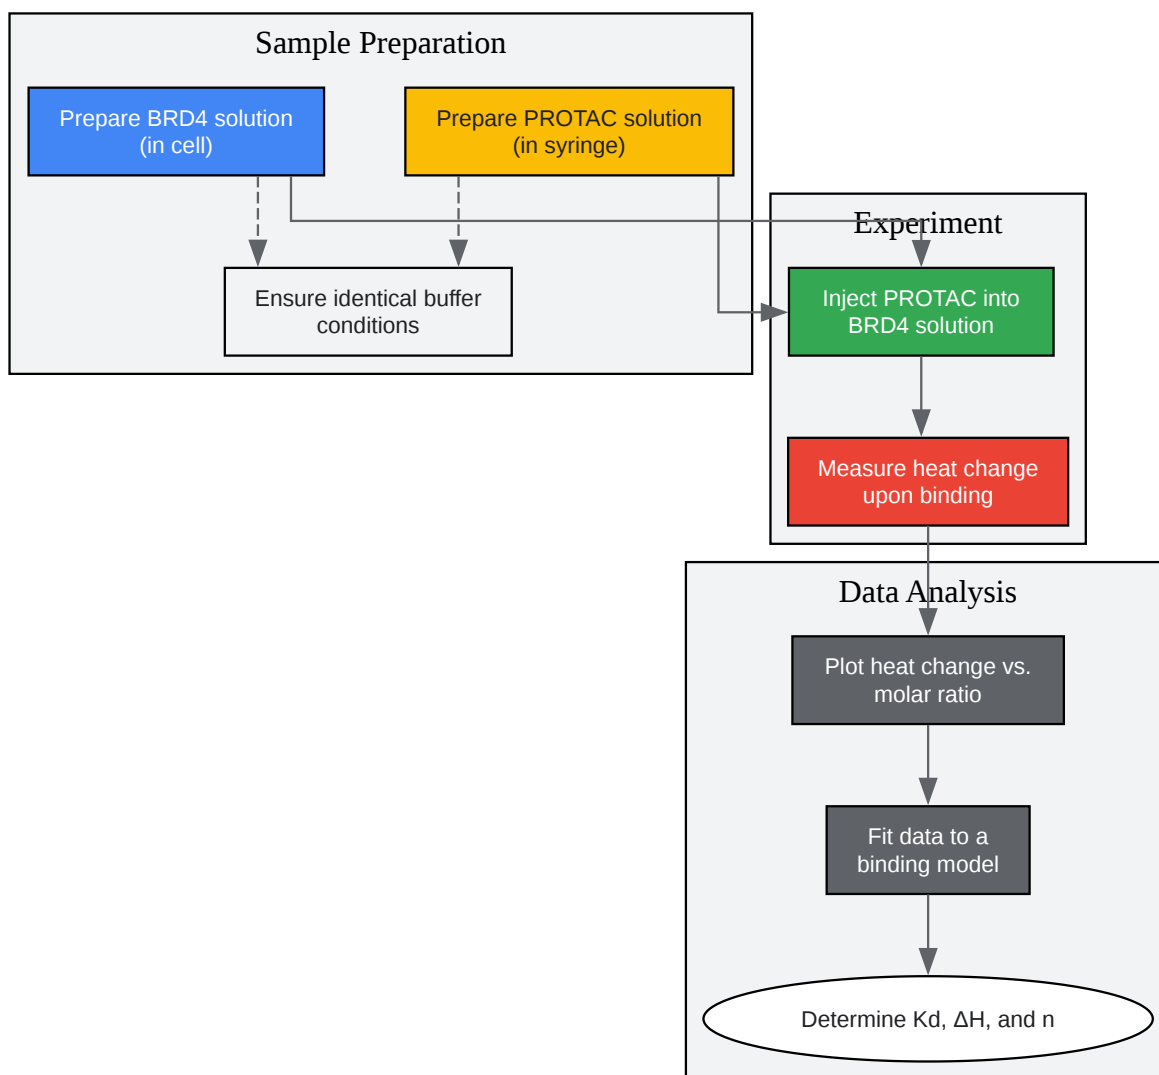 Sample Preparation
Prepare BRD4 solution
(in cell)
Prepare PROTAC solution
(in syringe)
Ensure identical buffer
conditions
Experiment
Inject PROTAC into
BRD4 solution
Measure heat change
upon binding
Data Analysis
Plot heat change vs.
molar ratio
Fit data to a
binding model
Determine Kd, ΔH, and n